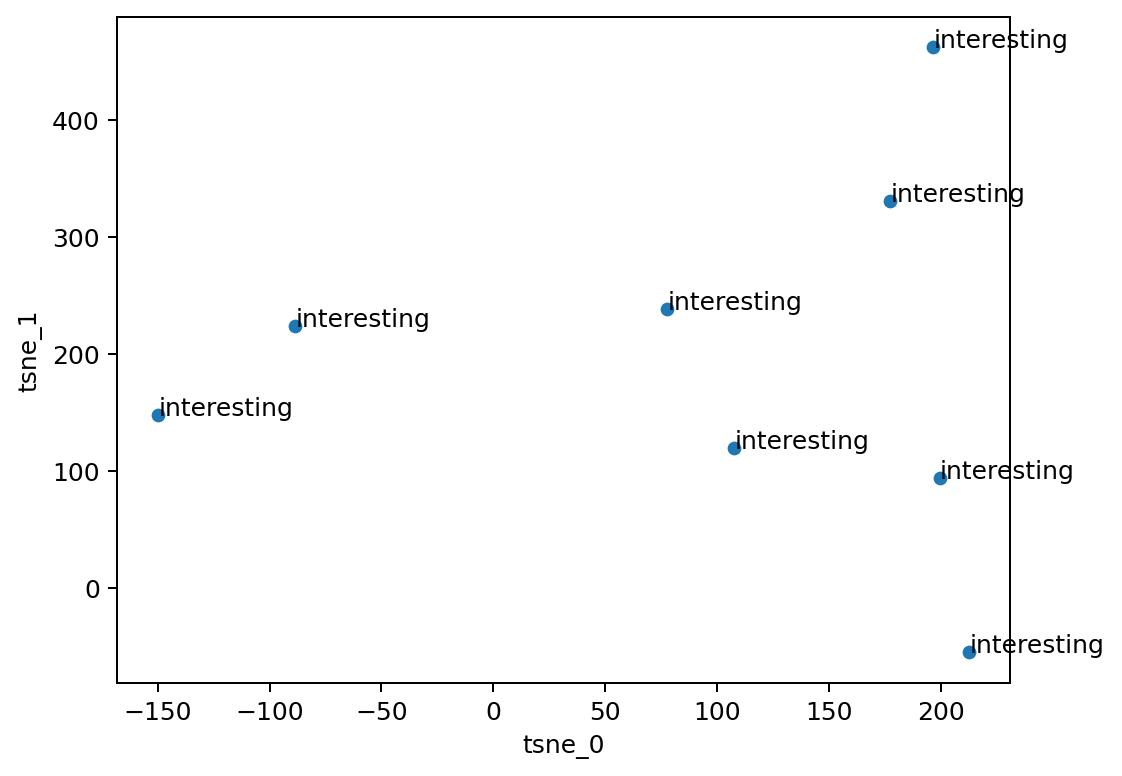 interesting
400
interesting
300
interesting
interesting
tsne_1
200
interesting
interesting
100
interesting
0
interesting
−150 −100 −50 0 50 100 150 200
tsne_0